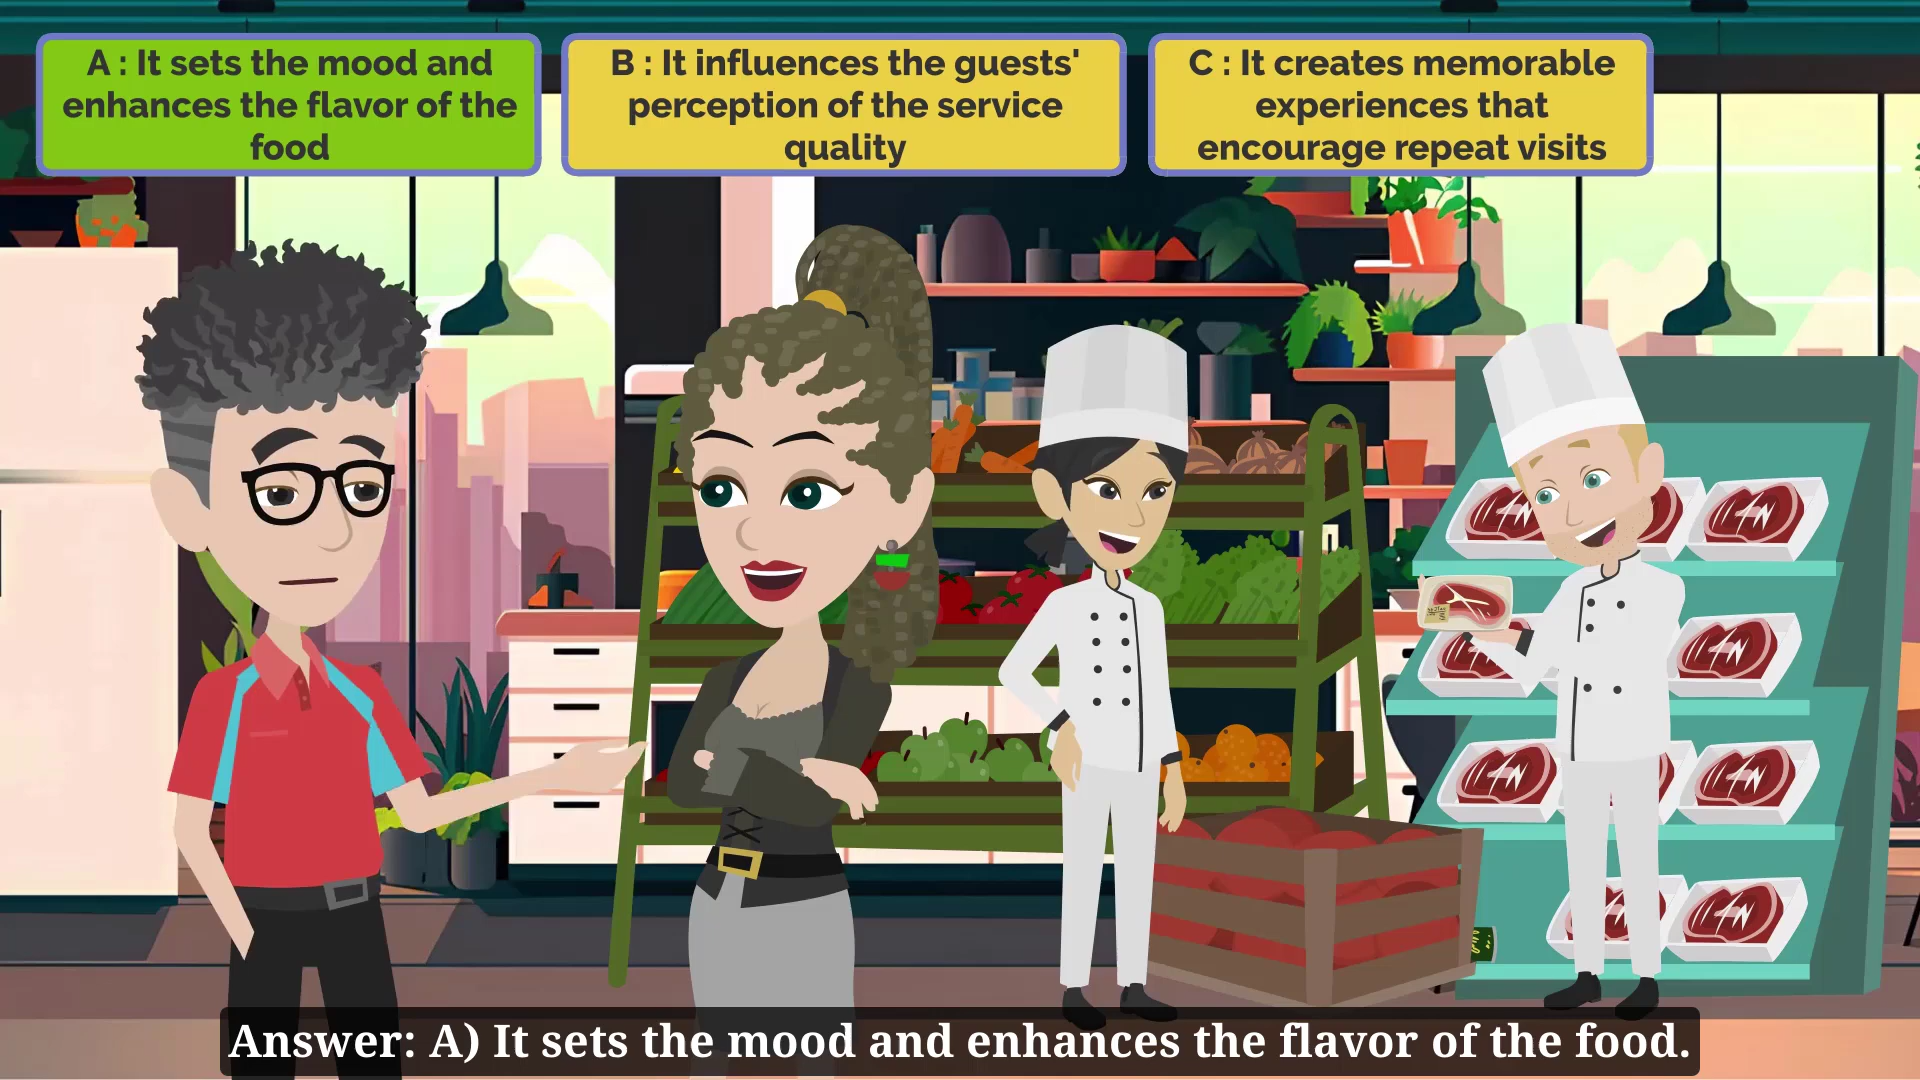 A : It sets the mood and
enhances the flavor of the
food
B : It influences the guests'
perception of the service
quality
C : It creates memorable
experiences that
encourage repeat visits
Answer: A) It sets the mood and enhances the flavor of the food.